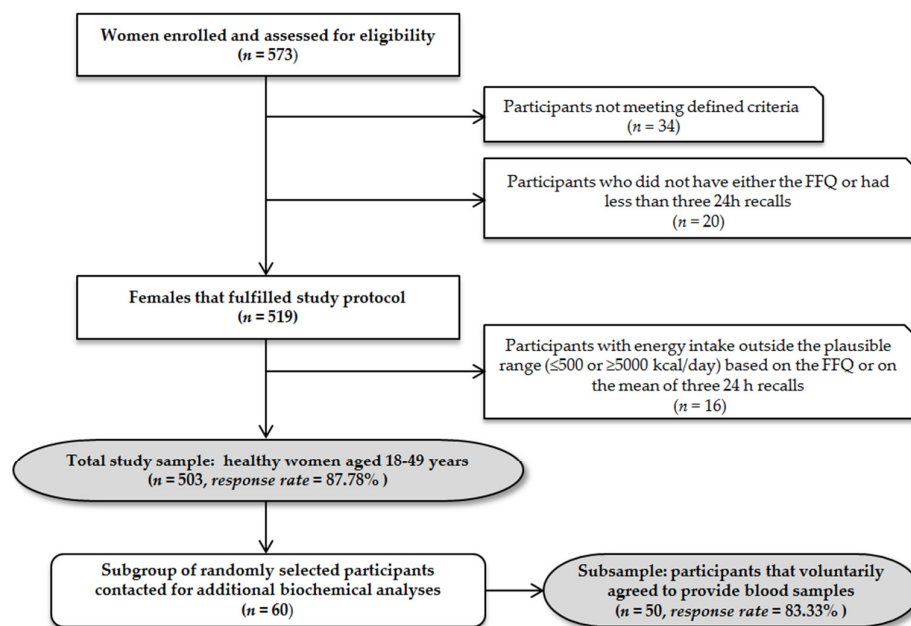 Women enrolled and assessed for eligibility
(n = 573)
Participants not meeting defined criteria
(n = 34)
Participants who did not have either the FFQ or had
less than three 24h recalls
(n = 20)
Females that fulfilled study protocol
(n = 519)
Participants with energy intake outside the plausible
range (≤500 or ≥5000 kcal/day) based on the FFQ or on
the mean of three 24 h recalls
(n = 16)
Total study sample: healthy women aged 18-49 years
(n = 503, response rate = 87.78% )
Subgroup of randomly selected participants
contacted for additional biochemical analyses
(n = 60)
Subsample: participants that voluntarily
agreed to provide blood samples
(n = 50, response rate = 83.33% )